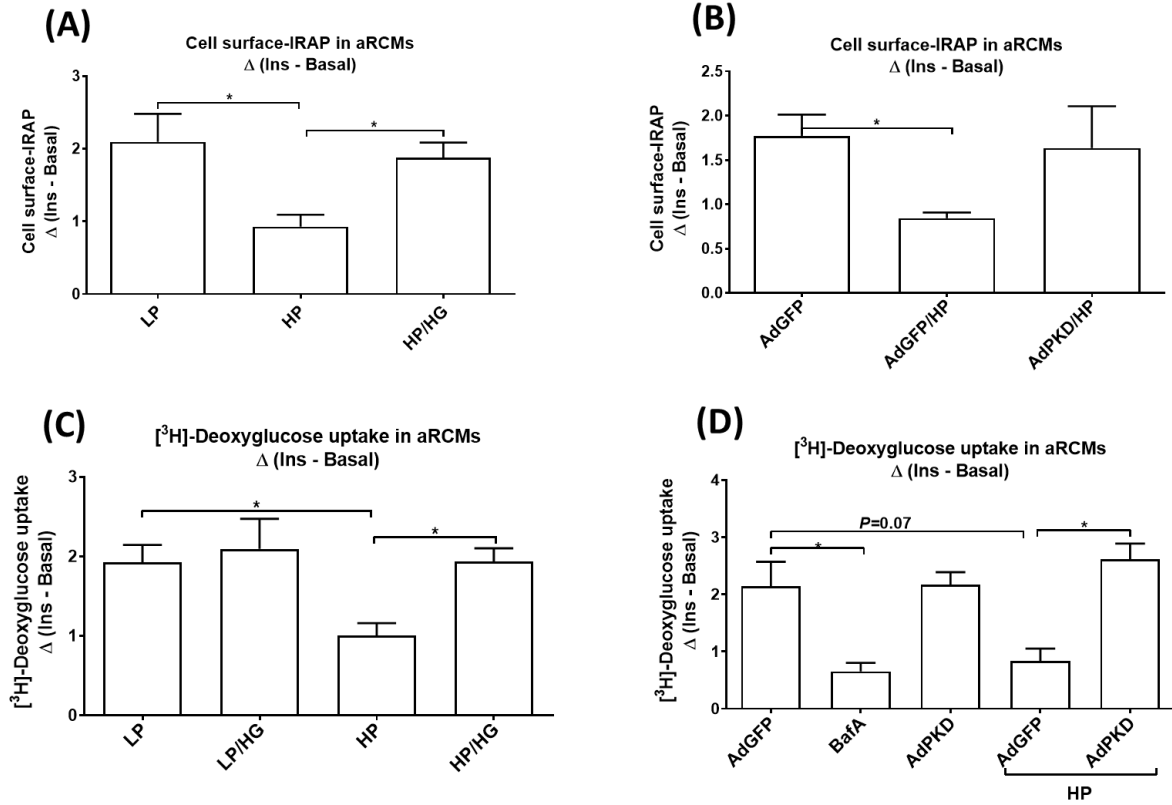 (A)
Cell surface-IRAP in aRCMs
Δ (Ins - Basal)
Cell surface-IRAP
Δ (Ins - Basal)
3
2
1
0
*
*
LP
HP
HP/HG
(B)
Cell surface-IRAP in aRCMs
Δ (Ins - Basal)
Cell surface-IRAP
Δ (Ins - Basal)
2.5
2.0
1.5
1.0
0.5
0.0
*
AdGFP
AdGFP/HP
AdPKD/HP
(C)
[³H]-Deoxyglucose uptake in aRCMs
Δ (Ins - Basal)
[³H]-Deoxyglucose uptake
Δ (Ins - Basal)
3
2
1
0
*
*
LP
LP/HG
HP
HP/HG
(D)
[³H]-Deoxyglucose uptake in aRCMs
Δ (Ins - Basal)
[³H]-Deoxyglucose uptake
Δ (Ins - Basal)
4
3
2
1
0
P=0.07
*
*
AdGFP
BafA
AdPKD
AdGFP
AdPKD
HP